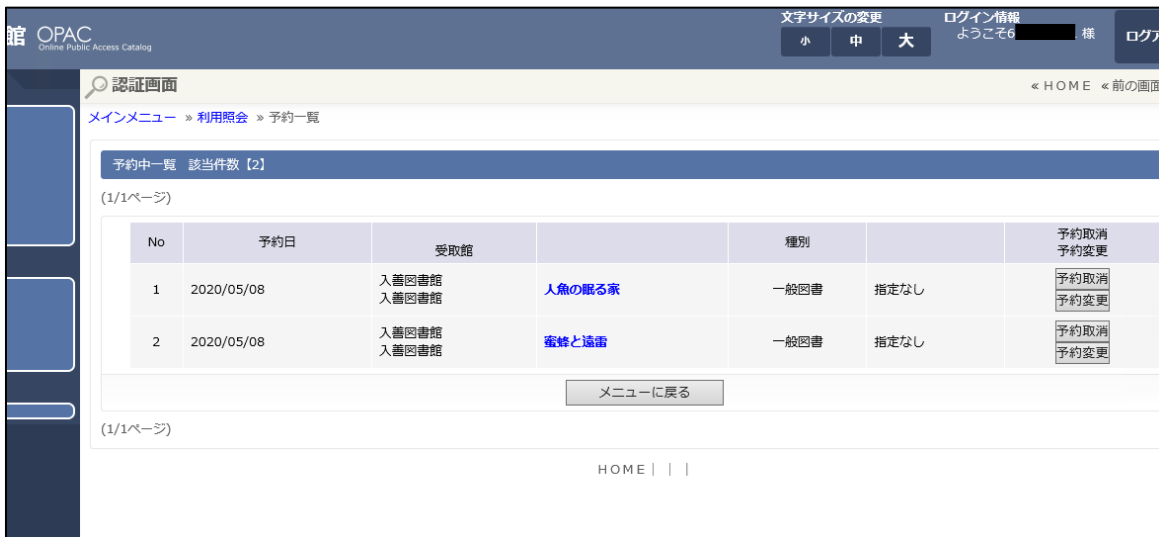 館 OPAC
Online Public Access Catalog
文字サイズの変更
小 中 大
ログイン情報
ようこそ6 様
ログア
認証画面
«HOME «前の画面
メインメニュー » 利用照会 » 予約一覧
予約中一覧 該当件数【2】
(1/1ページ)
No 予約日 受取館 種別 予約取消
予約変更
1 2020/05/08 入善図書館 人魚の眠る家 一般図書 指定なし 予約取消
入善図書館 予約変更
2 2020/05/08 入善図書館 蜜蜂と遠雷 一般図書 指定なし 予約取消
入善図書館 予約変更
メニューに戻る
(1/1ページ)
HOME| | |